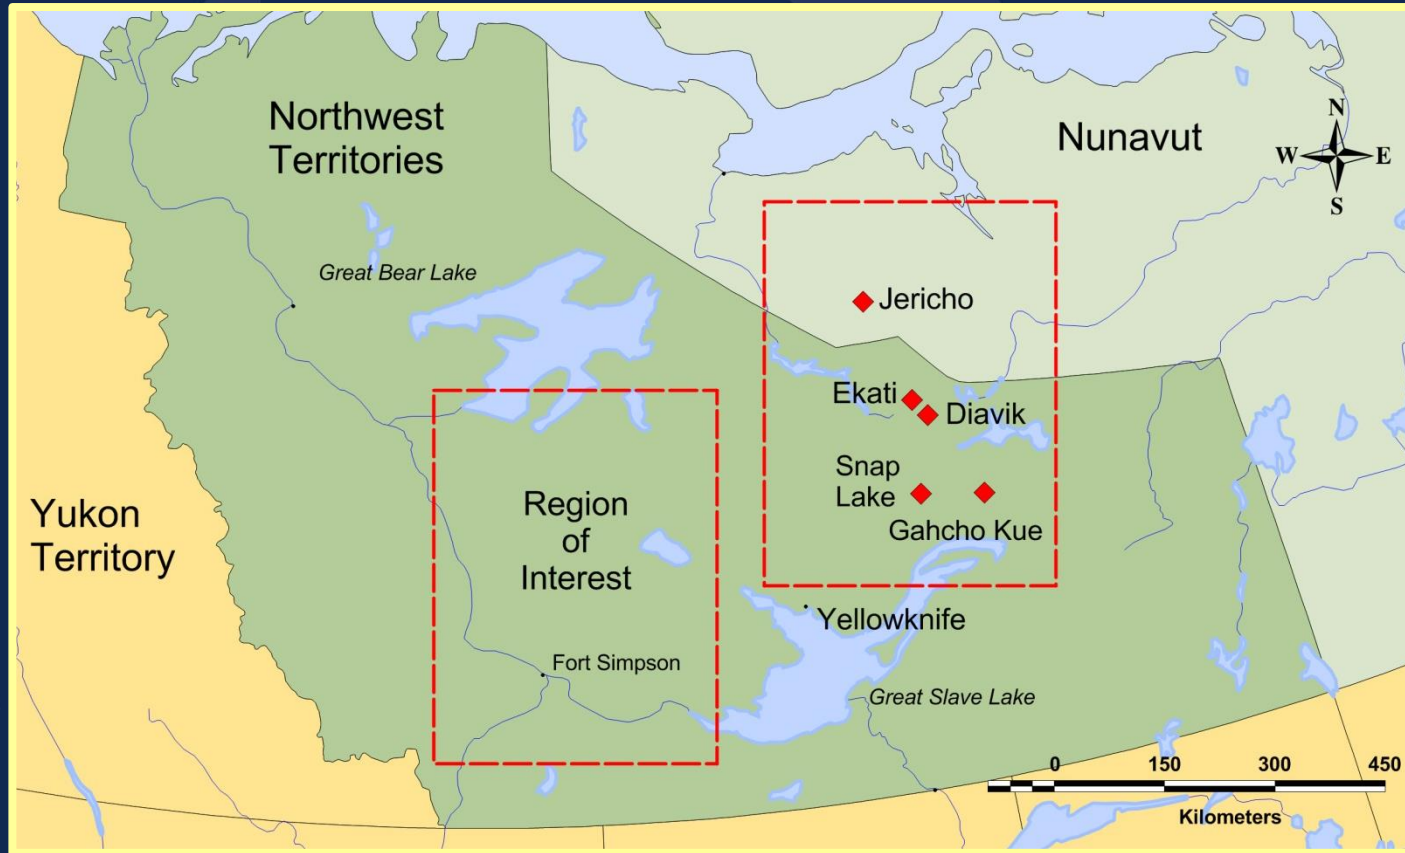 Northwest
Territories
Nunavut
N
W
E
S
Great Bear Lake
Jericho
Ekati
Diavik
Snap
Lake
Gahcho Kue
Region
of
Interest
Yukon
Territory
Yellowknife
Fort Simpson
Great Slave Lake
0 150 300 450
Kilometers